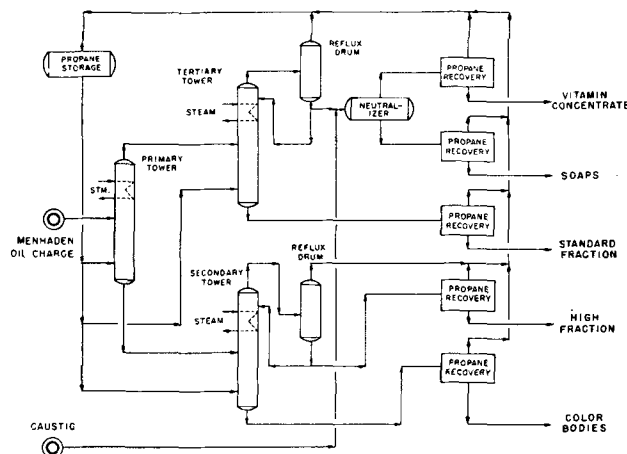 REFLUX
DRUM
PROPANE
STORAGE
TERTIARY
TOWER
PROPANE
RECOVERY
VITAMIN
CONCENTRATE
STEAM
NEUTRAL-
IZER
PRIMARY
TOWER
PROPANE
RECOVERY
SOAPS
STM.
MENHADEN
OIL CHARGE
PROPANE
RECOVERY
STANDARD
FRACTION
REFLUX
DRUM
SECONDARY
TOWER
PROPANE
RECOVERY
HIGH
FRACTION
STEAM
PROPANE
RECOVERY
COLOR
BODIES
CAUSTIC